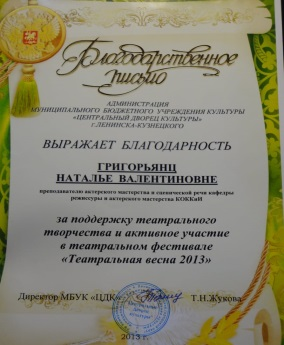 Благодарственное
письмо
АДМИНИСТРАЦИЯ
МУНИЦИПАЛЬНОГО БЮДЖЕТНОГО УЧРЕЖДЕНИЯ КУЛЬТУРЫ
«ЦЕНТРАЛЬНЫЙ ДВОРЕЦ КУЛЬТУРЫ»
г.ЛЕНИНСКА-КУЗНЕЦКОГО
ВЫРАЖАЕТ БЛАГОДАРНОСТЬ
ГРИГОРЬЯНЦ
НАТАЛЬЕ ВАЛЕНТИНОВНЕ
преподавателю актерского мастерства и сценической речи кафедры
режиссуры и актерского мастерства КОККиИ
за поддержку театрального
творчества и активное участие
в театральном фестивале
«Театральная весна 2013»
Директор МБУК «ЦДК» Т.Н.Жукова
2013 г.